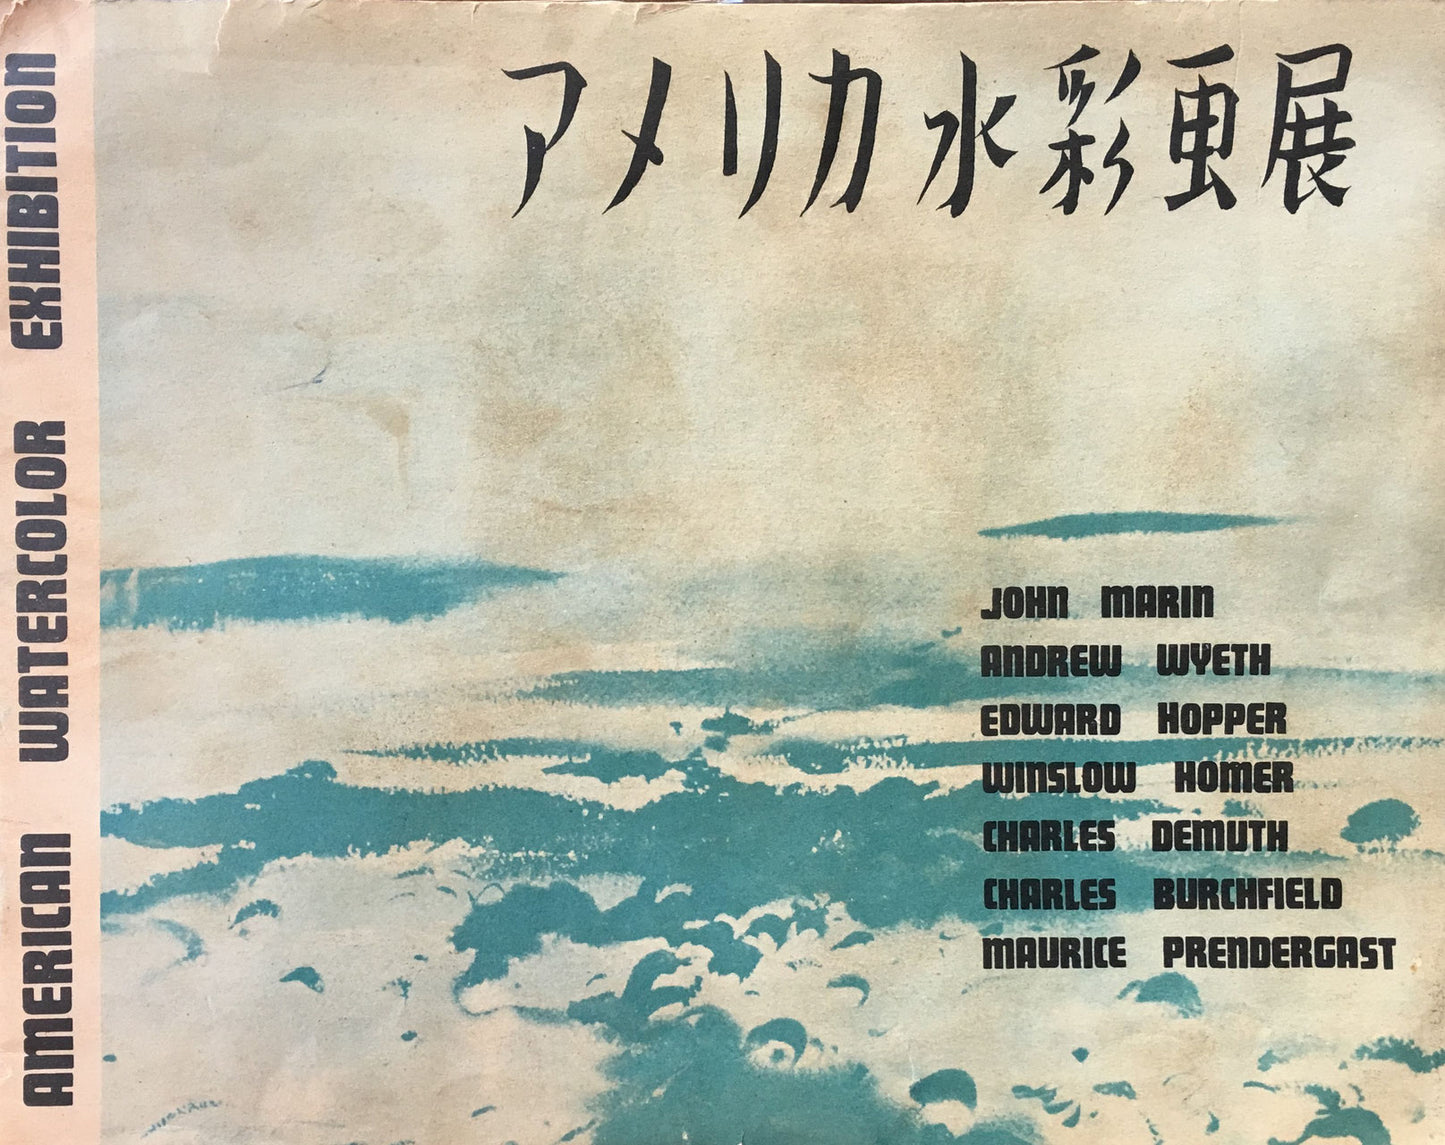 アメリカ水彩画展
AMERICAN WATERCOLOR EXHIBITION
JOHN MARIN
ANDREW WYETH
EDWARD HOPPER
WINSLOW HOMER
CHARLES DEMUTH
CHARLES BURCHFIELD
MAURICE PRENDERGAST